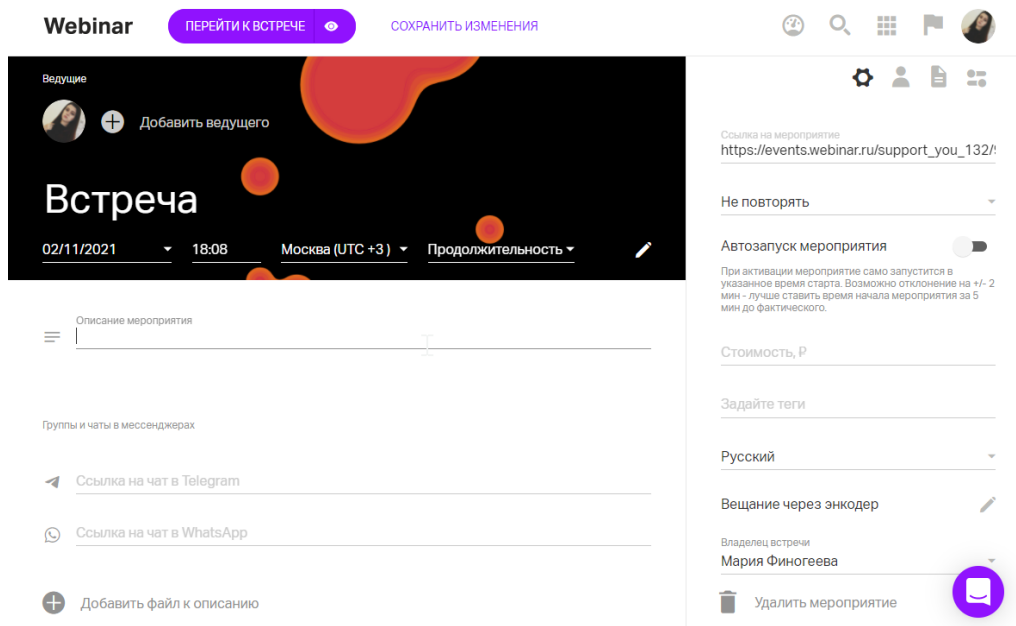 Webinar
ПЕРЕЙТИ К ВСТРЕЧЕ
СОХРАНИТЬ ИЗМЕНЕНИЯ
Ведущие
Добавить ведущего
Встреча
02/11/2021
18:08
Москва (UTC +3 )
Продолжительность
Описание мероприятия
Группы и чаты в мессенджерах
Ссылка на чат в Telegram
Ссылка на чат в WhatsApp
Добавить файл к описанию
Ссылка на мероприятие
https://events.webinar.ru/support_you_132/
Не повторять
Автозапуск мероприятия
При активации мероприятие само запустится в
указанное время старта. Возможно отклонение на +/- 2
мин - лучше ставить время начала мероприятия за 5
мин до фактического.
Стоимость, ₽
Задайте теги
Русский
Вещание через энкодер
Владелец встречи
Мария Финогеева
Удалить мероприятие